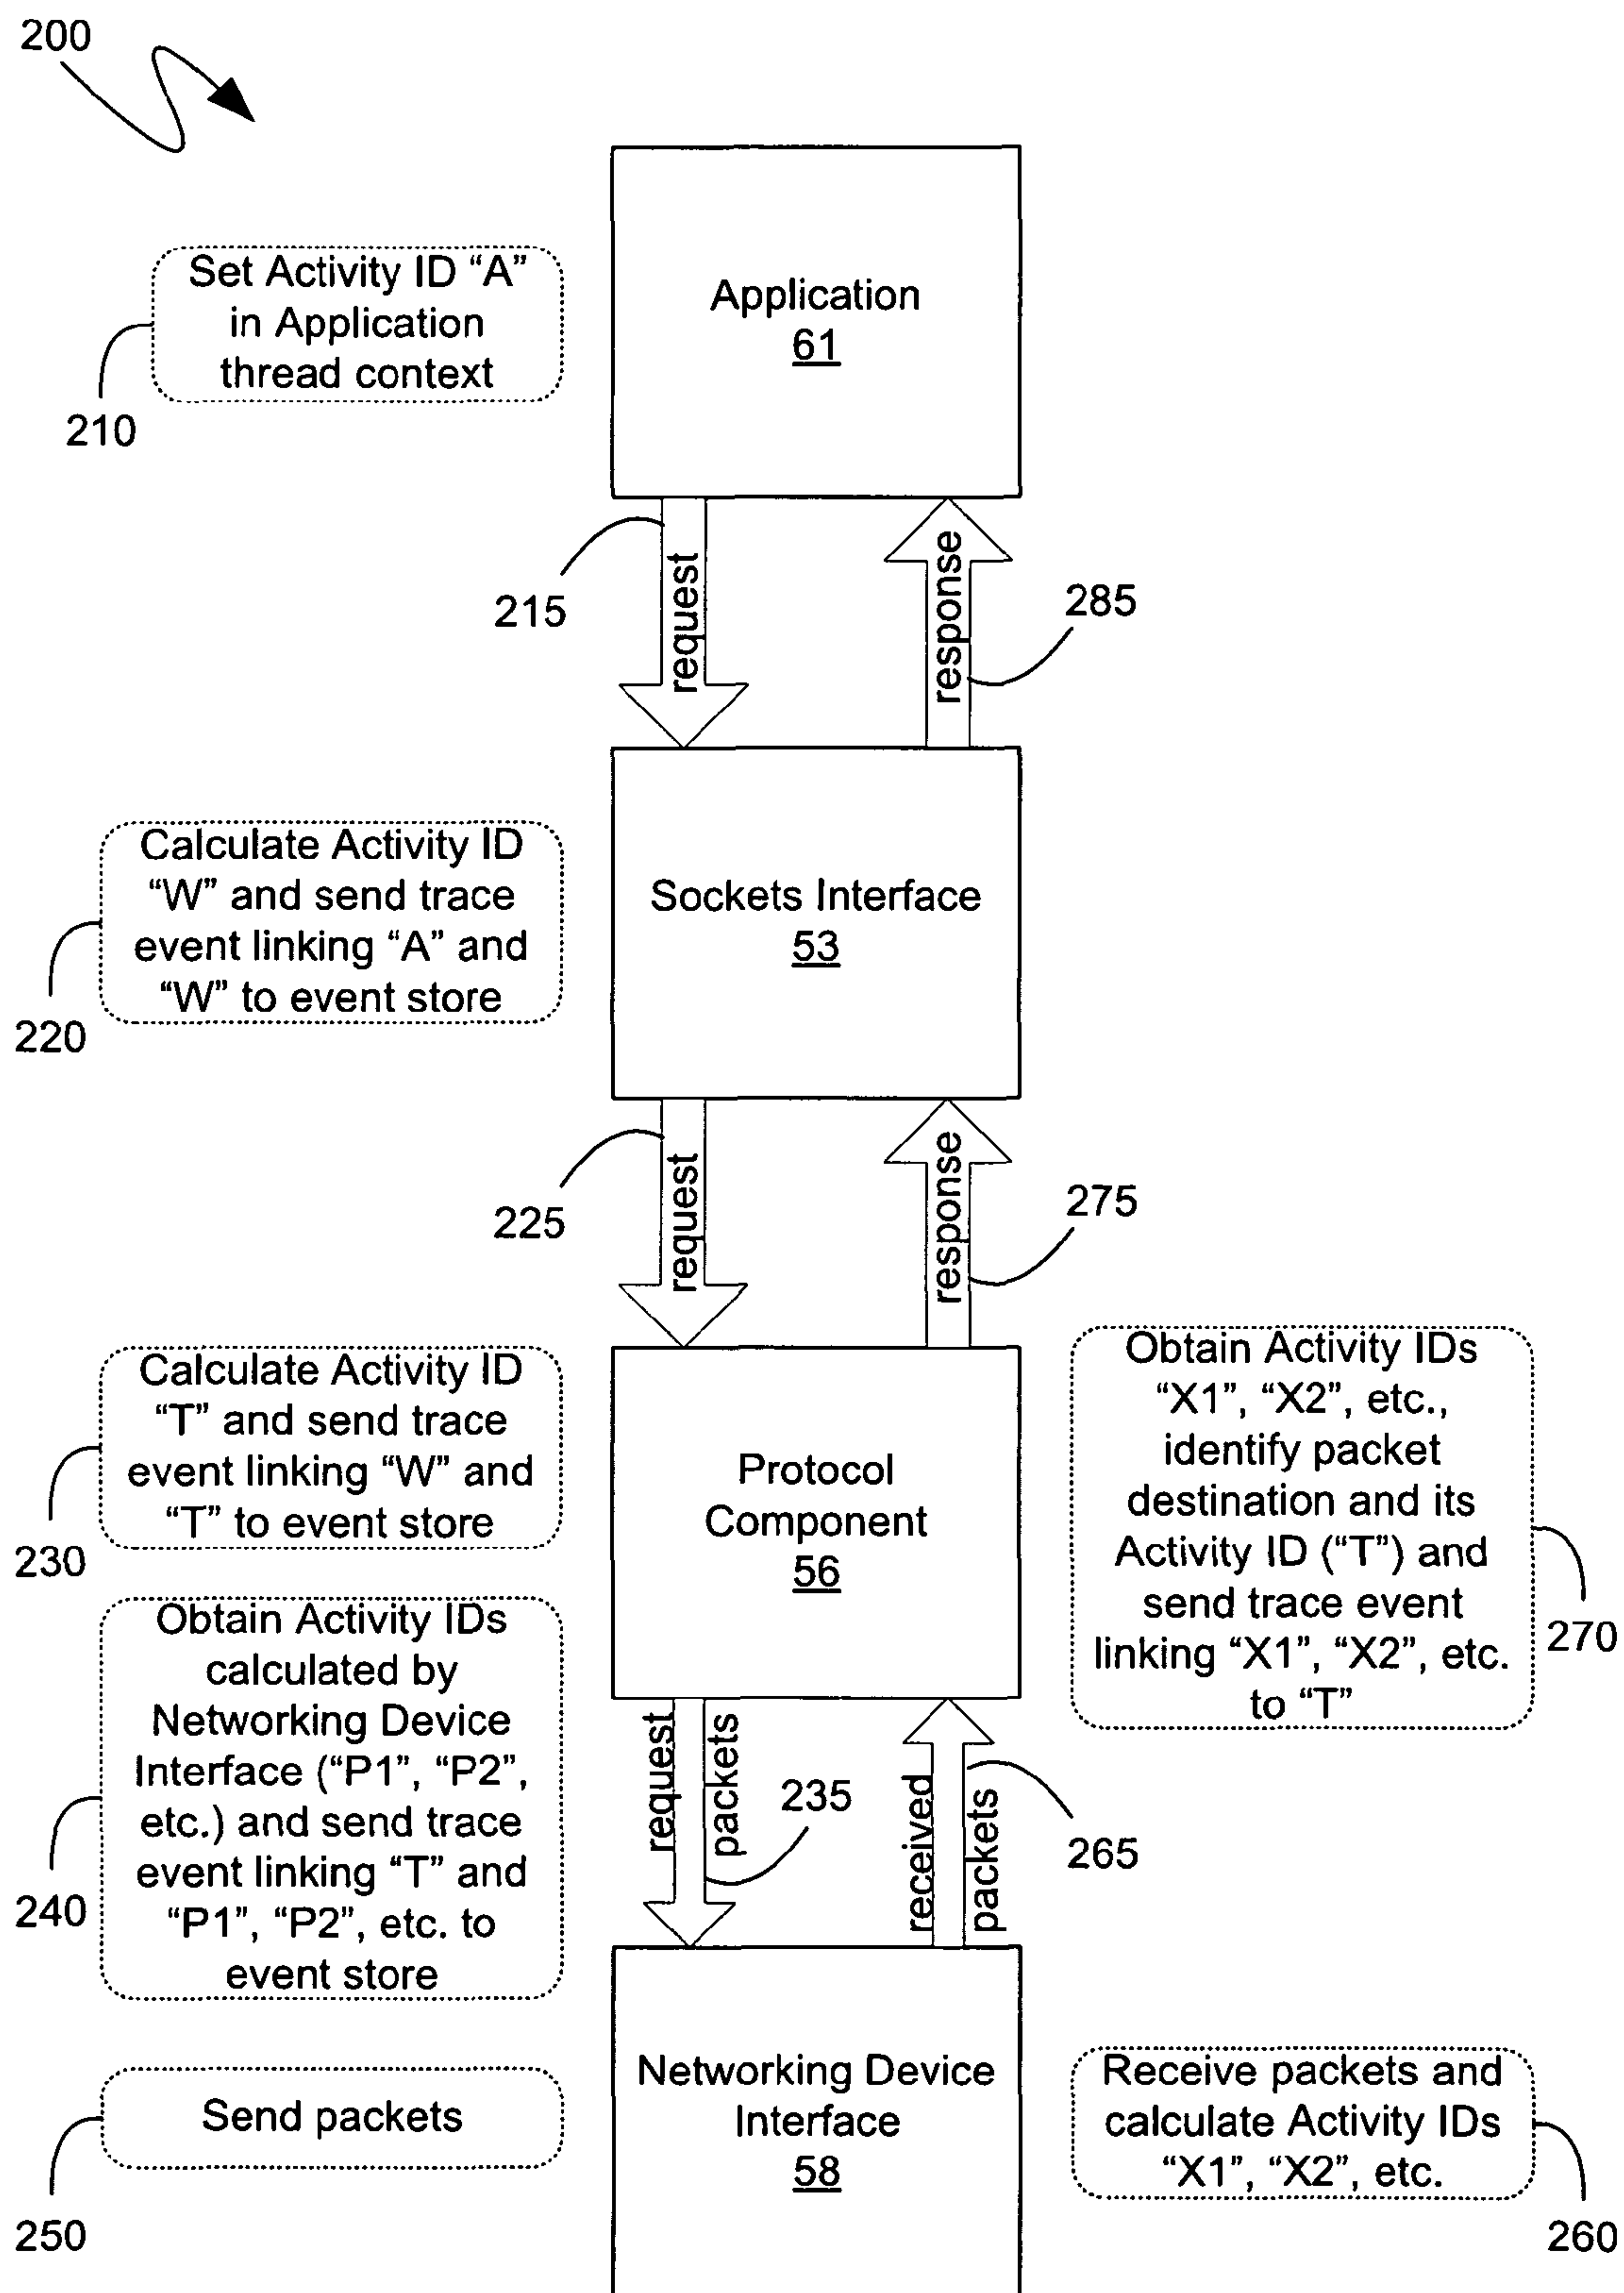 200
Application
61
Set Activity ID “A”
in Application
thread context
210
215
request
response
285
Sockets Interface
53
Calculate Activity ID
“W” and send trace
event linking “A” and
“W” to event store
220
225
request
response
275
Protocol
Component
56
Calculate Activity ID
“T” and send trace
event linking “W” and
“T” to event store
230
Obtain Activity IDs
“X1”, “X2”, etc.,
identify packet
destination and its
Activity ID (“T”) and
send trace event
linking “X1”, “X2”, etc.
to “T”
270
Obtain Activity IDs
calculated by
Networking Device
Interface (“P1”, “P2”,
etc.) and send trace
event linking “T” and
“P1”, “P2”, etc. to
event store
240
request
packets
235
received
packets
265
Networking Device
Interface
58
Send packets
250
Receive packets and
calculate Activity IDs
“X1”, “X2”, etc.
260